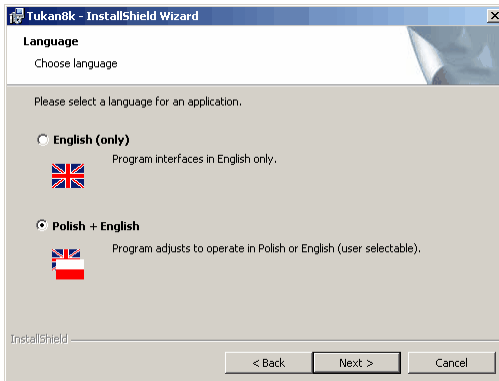 Tukan8k - InstallShield Wizard
Language
Choose language
Please select a language for an application.
English (only)
Program interfaces in English only.
Polish + English
Program adjusts to operate in Polish or English (user selectable).
InstallShield
< Back
Next >
Cancel